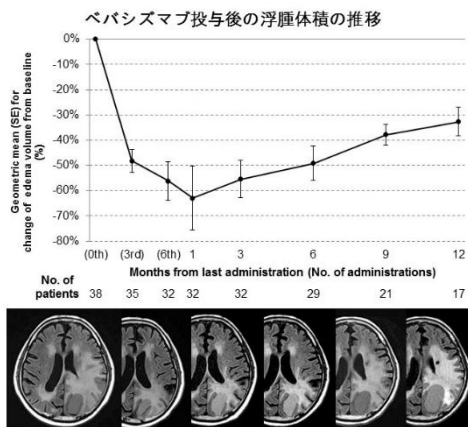 ベバシズマブ投与後の浮腫体積の推移
Geometric mean (SE) for
change of edema volume from baseline
(%)
0%
-10%
-20%
-30%
-40%
-50%
-60%
-70%
-80%
(0th) (3rd) (6th) 1 3 6 9 12
Months from last administration (No. of administrations)
No. of
patients
38 35 32 32 32 29 21 17